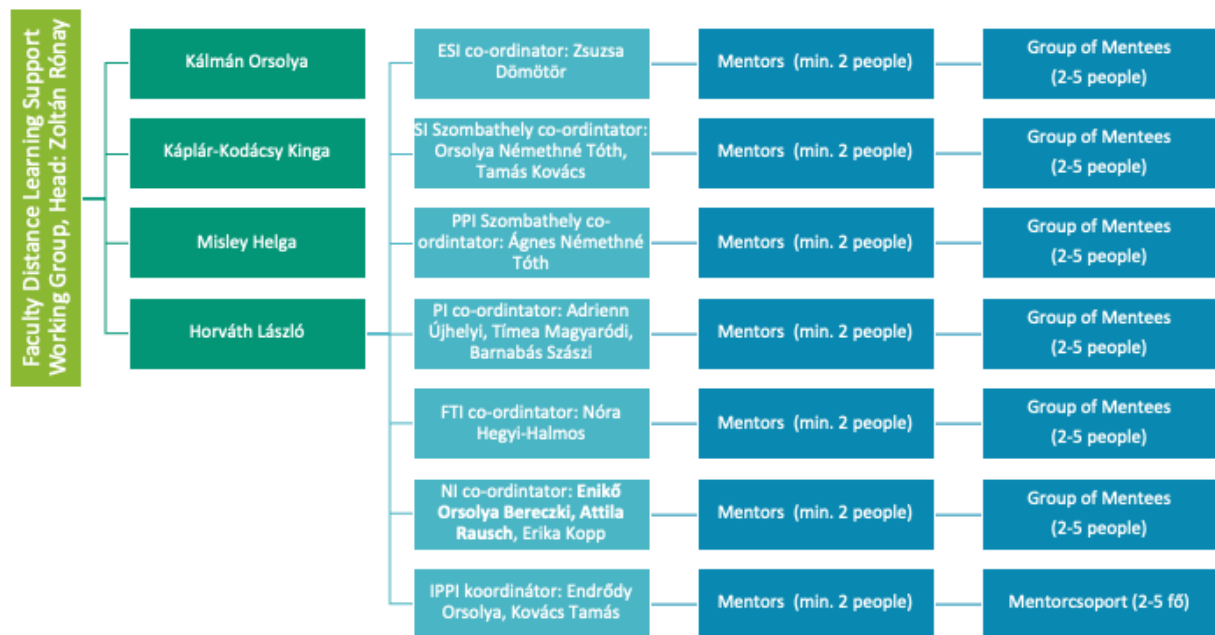 Faculty Distance Learning Support
Working Group, Head: Zoltán Rónay
Kálmán Orsolya
Káplár-Kodácsy Kinga
Misley Helga
Horváth László
ESI co-ordinator: Zsuzsa
Dömötör
Mentors (min. 2 people)
Group of Mentees
(2-5 people)
SI Szombathely co-ordintator:
Orsolya Némethné Tóth,
Tamás Kovács
Mentors (min. 2 people)
Group of Mentees
(2-5 people)
PPI Szombathely co-
ordintator: Ágnes Némethné
Tóth
Mentors (min. 2 people)
Group of Mentees
(2-5 people)
PI co-ordintator: Adrienn
Újhelyi, Tímea Magyaródi,
Barnabás Szászi
Mentors (min. 2 people)
Group of Mentees
(2-5 people)
FTI co-ordintator: Nóra
Hegyi-Halmos
Mentors (min. 2 people)
Group of Mentees
(2-5 people)
NI co-ordintator: Enikő
Orsolya Bereczki, Attila
Rausch, Erika Kopp
Mentors (min. 2 people)
Group of Mentees
(2-5 people)
IPPI koordinátor: Endrődy
Orsolya, Kovács Tamás
Mentors (min. 2 people)
Mentorcsoport (2-5 fő)